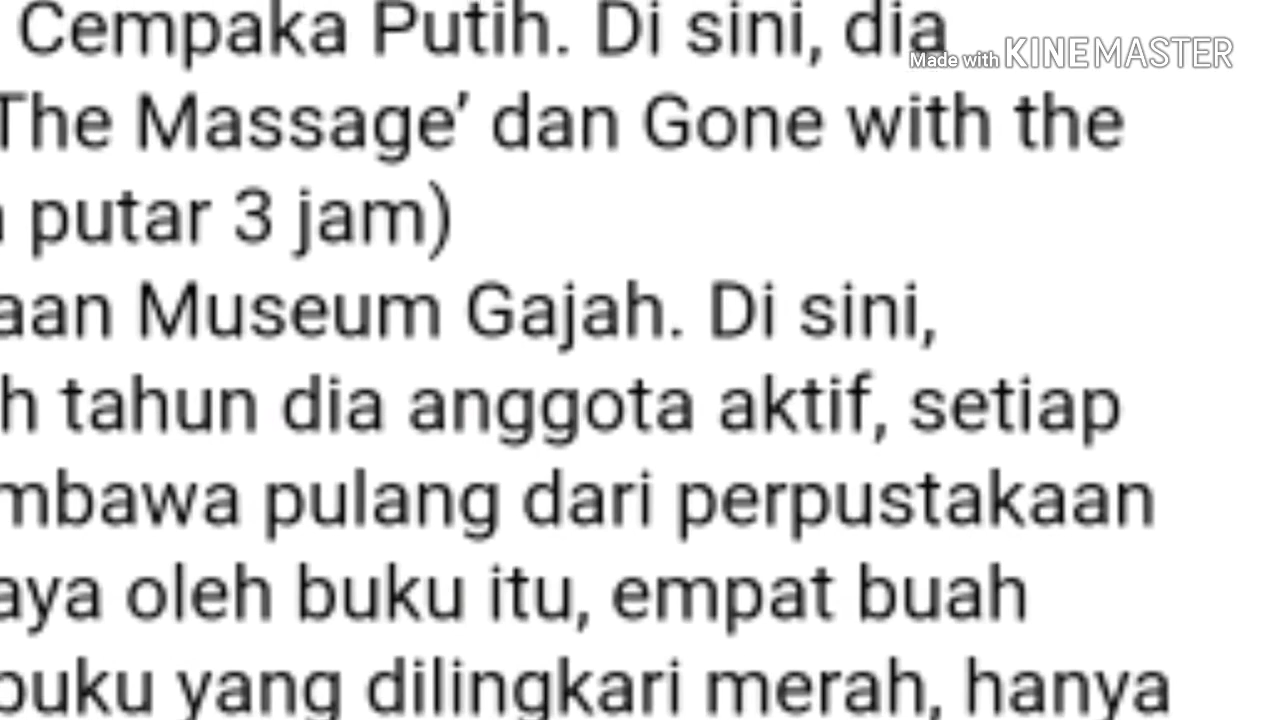 Cempaka Putih. Di sini, dia
Made with KINEMASTER
The Massage’ dan Gone with the
putar 3 jam)
aan Museum Gajah. Di sini,
h tahun dia anggota aktif, setiap
mbawa pulang dari perpustakaan
aya oleh buku itu, empat buah
buku yang dilingkari merah, hanya